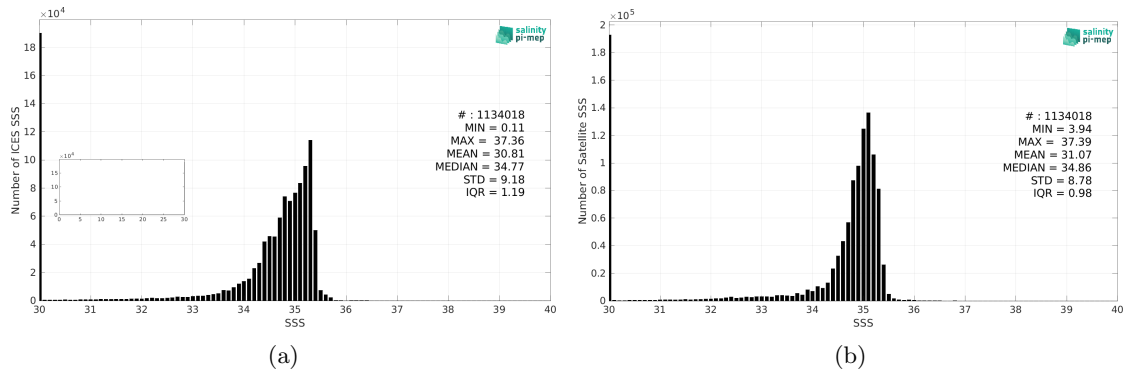 ×10⁴
18
16
14
12
10
8
6
4
2
0
Number of ICES SSS
salinity
pi-mep
# : 1134018
MIN = 0.11
MAX = 37.36
MEAN = 30.81
MEDIAN = 34.77
STD = 9.18
IQR = 1.19
×10⁴
15
10
5
0
0 5 10 15 20 25 30
30 31 32 33 34 35 36 37 38 39 40
SSS
(a)
×10⁵
2
1.8
1.6
1.4
1.2
1
0.8
0.6
0.4
0.2
0
Number of Satellite SSS
salinity
pi-mep
# : 1134018
MIN = 3.94
MAX = 37.39
MEAN = 31.07
MEDIAN = 34.86
STD = 8.78
IQR = 0.98
30 31 32 33 34 35 36 37 38 39 40
SSS
(b)